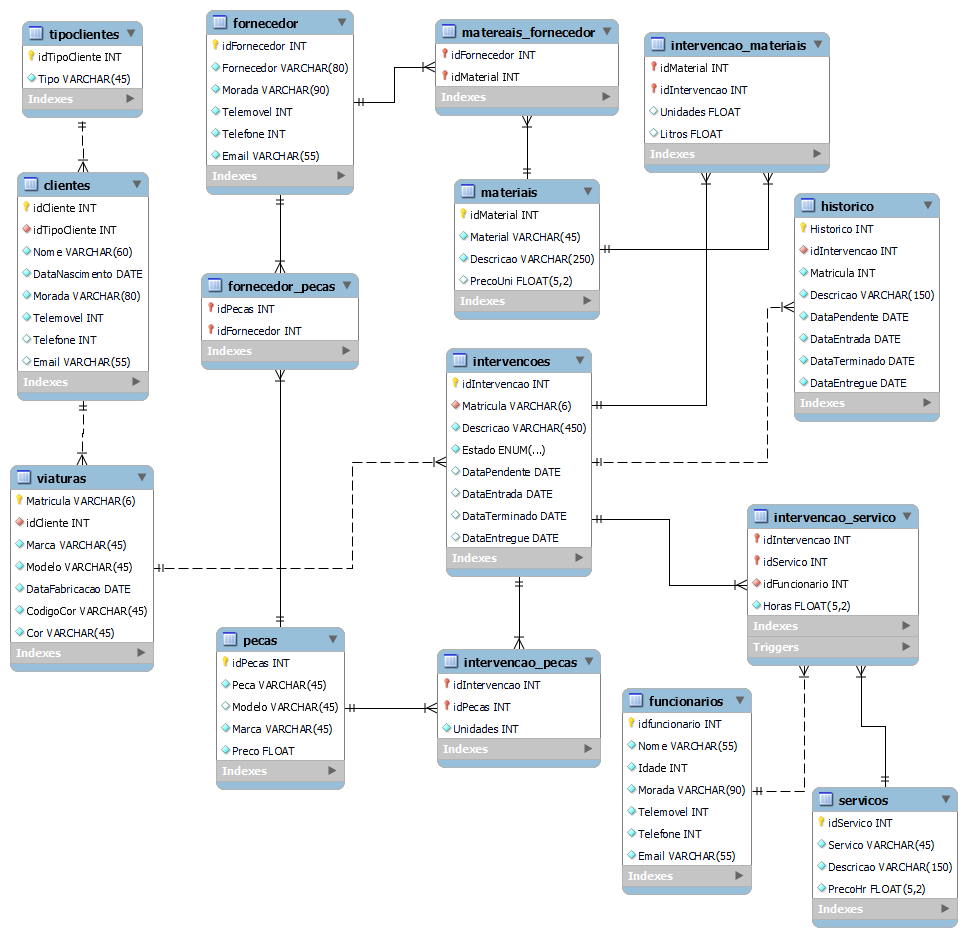 tipoclientes
idTipoCliente INT
Tipo VARCHAR(45)
Indexes
fornecedor
idFornecedor INT
Fornecedor VARCHAR(80)
Morada VARCHAR(90)
Telemovel INT
Telefone INT
Email VARCHAR(55)
Indexes
matereais_fornecedor
idFornecedor INT
idMaterial INT
Indexes
intervencao_materiais
idMaterial INT
idIntervencao INT
Unidades FLOAT
Litros FLOAT
Indexes
clientes
idCliente INT
idTipoCliente INT
Nome VARCHAR(60)
DataNascimento DATE
Morada VARCHAR(80)
Telemovel INT
Telefone INT
Email VARCHAR(55)
Indexes
materiais
idMaterial INT
Material VARCHAR(45)
Descricao VARCHAR(250)
PrecoUni FLOAT(5,2)
Indexes
historico
Historico INT
idIntervencao INT
Matricula INT
Descricao VARCHAR(150)
DataPendente DATE
DataEntrada DATE
DataTerminado DATE
DataEntregue DATE
Indexes
fornecedor_pecas
idPecas INT
idFornecedor INT
Indexes
intervencoes
idIntervencao INT
Matricula VARCHAR(6)
Descricao VARCHAR(450)
Estado ENUM(...)
DataPendente DATE
DataEntrada DATE
DataTerminado DATE
DataEntregue DATE
Indexes
viaturas
Matricula VARCHAR(6)
idCliente INT
Marca VARCHAR(45)
Modelo VARCHAR(45)
DataFabricacao DATE
CodigoCor VARCHAR(45)
Cor VARCHAR(45)
Indexes
intervencao_servico
idIntervencao INT
idServico INT
idFuncionario INT
Horas FLOAT(5,2)
Indexes
Triggers
pecas
idPecas INT
Peca VARCHAR(45)
Modelo VARCHAR(45)
Marca VARCHAR(45)
Preco FLOAT
Indexes
intervencao_pecas
idIntervencao INT
idPecas INT
Unidades INT
Indexes
funcionarios
idfuncionario INT
Nome VARCHAR(55)
Idade INT
Morada VARCHAR(90)
Telemovel INT
Telefone INT
Email VARCHAR(55)
Indexes
servicos
idServico INT
Servico VARCHAR(45)
Descricao VARCHAR(150)
PrecoHr FLOAT(5,2)
Indexes